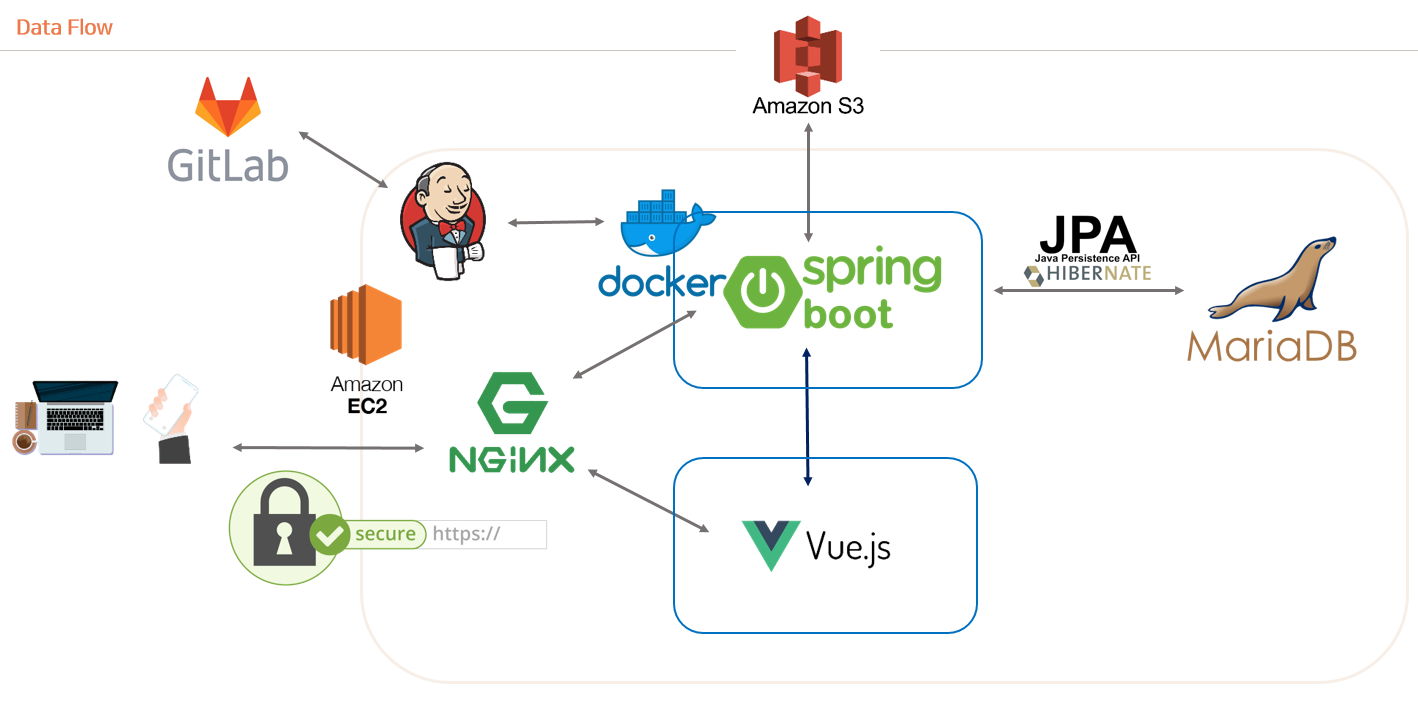 Data Flow
Amazon S3
GitLab
docker
spring
boot
JPA
Java Persistence API
HIBERNATE
MariaDB
Amazon
EC2
NGINX
secure https://
Vue.js